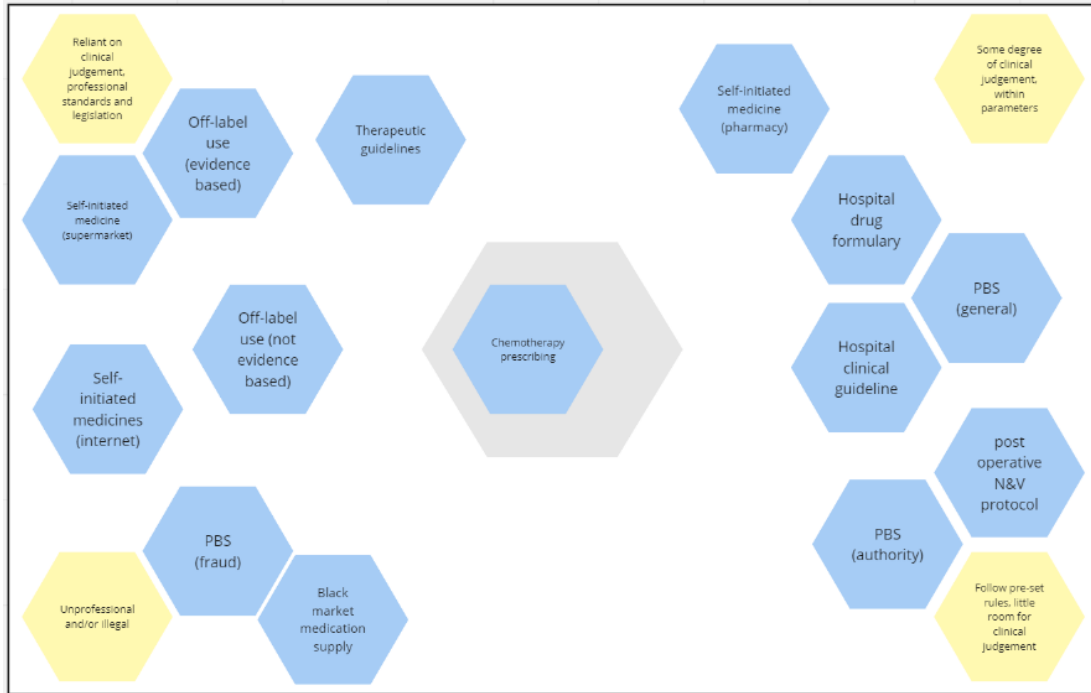 Reliant on
clinical
judgement,
professional
standards and
legislation
Off-label
use
(evidence
based)
Therapeutic
guidelines
Self-initiated
medicine
(supermarket)
Off-label
use (not
evidence
based)
Self-
initiated
medicines
(internet)
PBS
(fraud)
Black
market
medication
supply
Unprofessional
and/or illegal
Chemotherapy
prescribing
Self-initiated
medicine
(pharmacy)
Some degree
of clinical
judgement,
within
parameters
Hospital
drug
formulary
PBS
(general)
Hospital
clinical
guideline
post
operative
N&V
protocol
PBS
(authority)
Follow pre-set
rules, little
room for
clinical
judgement